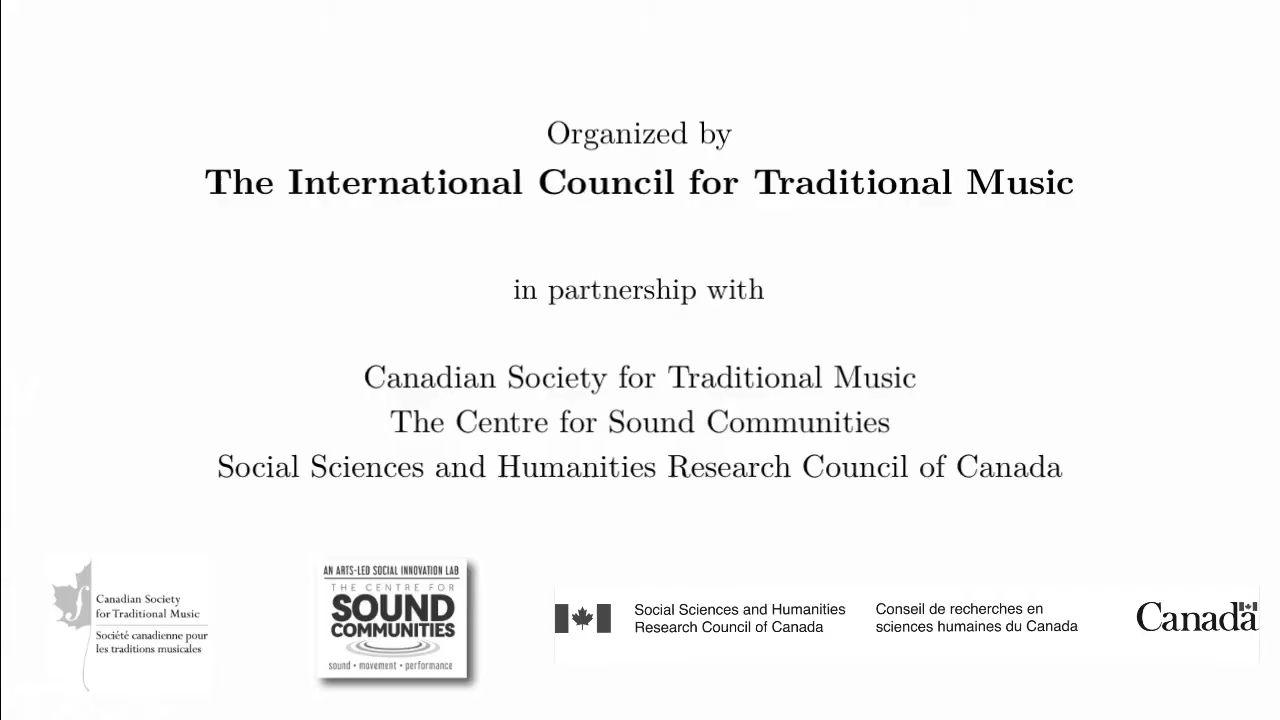 Organized by
The International Council for Traditional Music
in partnership with
Canadian Society for Traditional Music
The Centre for Sound Communities
Social Sciences and Humanities Research Council of Canada
Canadian Society
for Traditional Music
Société canadienne pour
les traditions musicales
AN ARTS-LED SOCIAL INNOVATION LAB
THE CENTRE FOR
SOUND
COMMUNITIES
sound • movement • performance
Social Sciences and Humanities
Research Council of Canada
Conseil de recherches en
sciences humaines du Canada
Canada